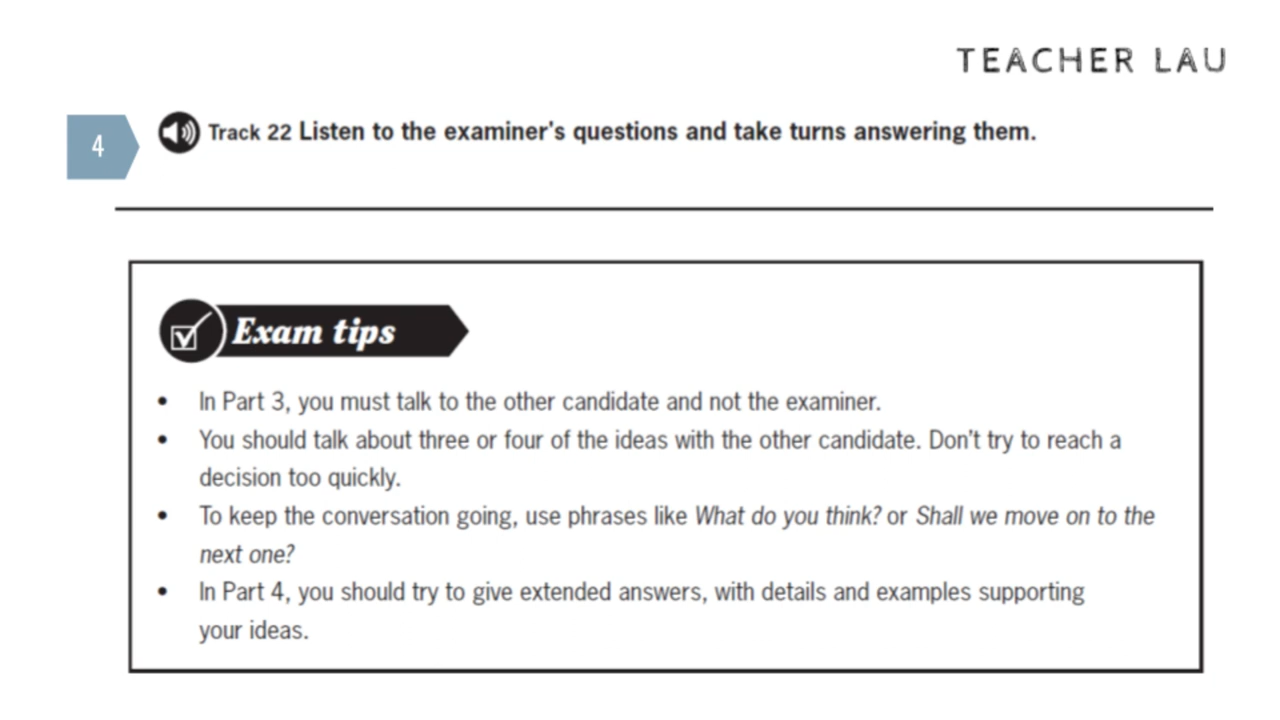 TEACHER LAU
4
Track 22 Listen to the examiner's questions and take turns answering them.
Exam tips
• In Part 3, you must talk to the other candidate and not the examiner.
• You should talk about three or four of the ideas with the other candidate. Don't try to reach a
decision too quickly.
• To keep the conversation going, use phrases like What do you think? or Shall we move on to the
next one?
• In Part 4, you should try to give extended answers, with details and examples supporting
your ideas.